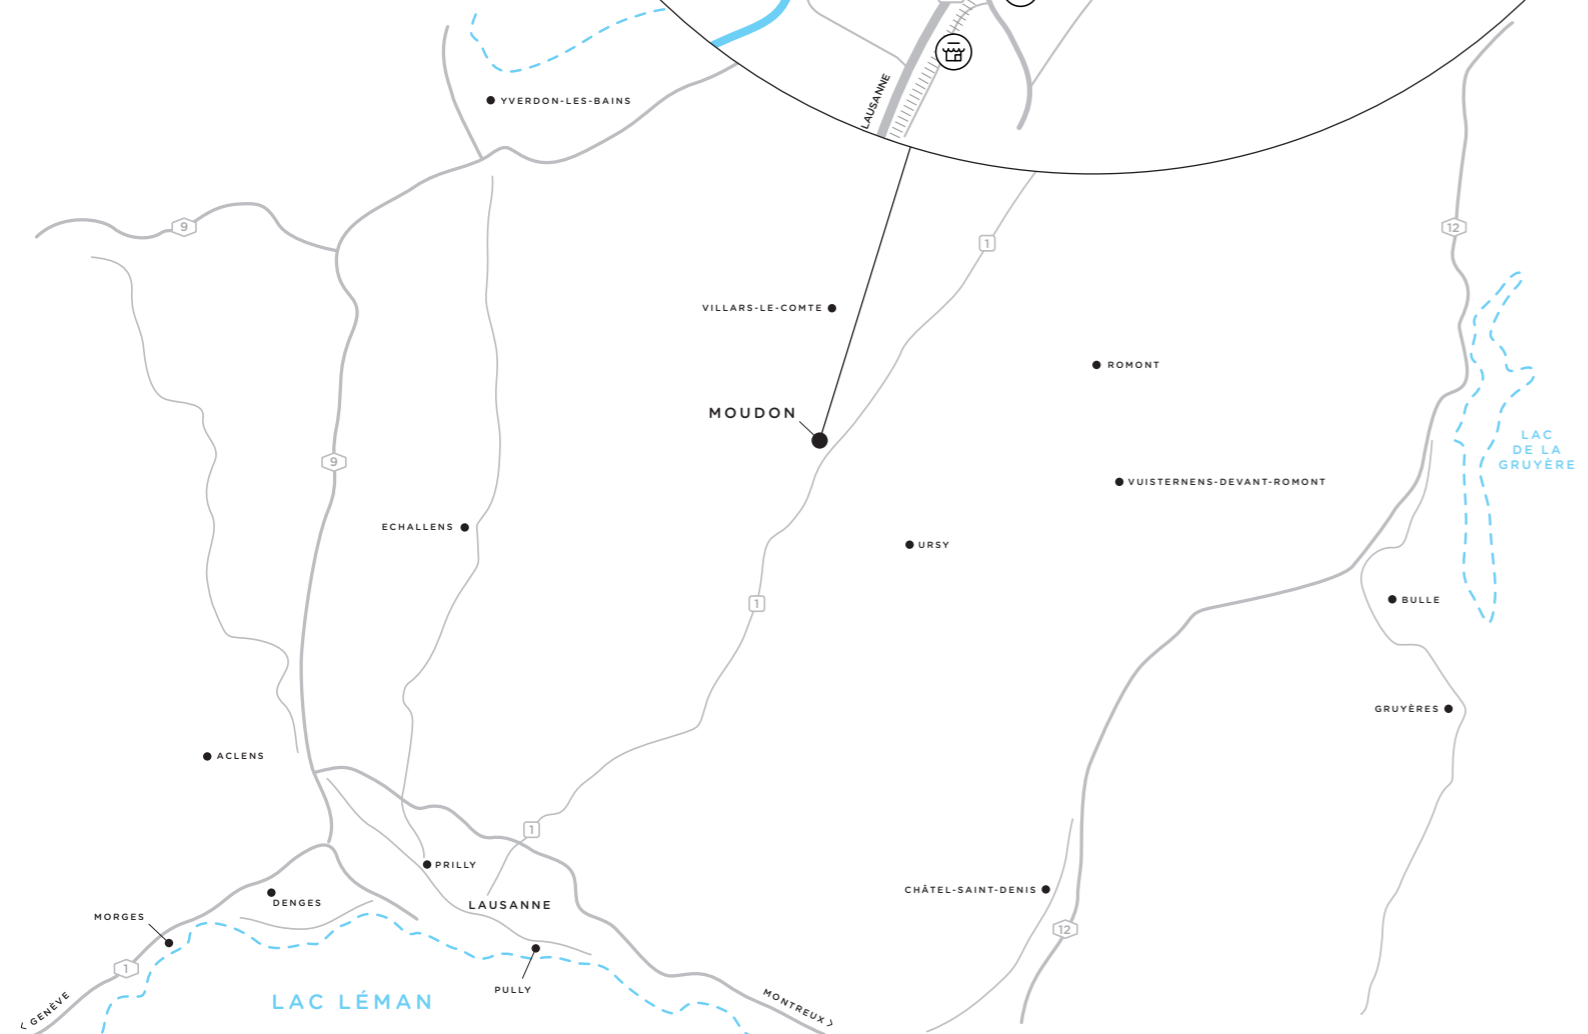 LAUSANNE
YVERDON-LES-BAINS
9
12
1
VILLARS-LE-COMTE
ROMONT
MOUDON
LAC
DE LA
GRUYÈRE
9
VUISTERNENS-DEVANT-ROMONT
ECHALLENS
URSY
1
BULLE
GRUYÈRES
ACLENS
1
PRILLY
CHÂTEL-SAINT-DENIS
DENGES
LAUSANNE
MORGES
12
1
PULLY
LAC LÉMAN
< GENÈVE
MONTREUX >